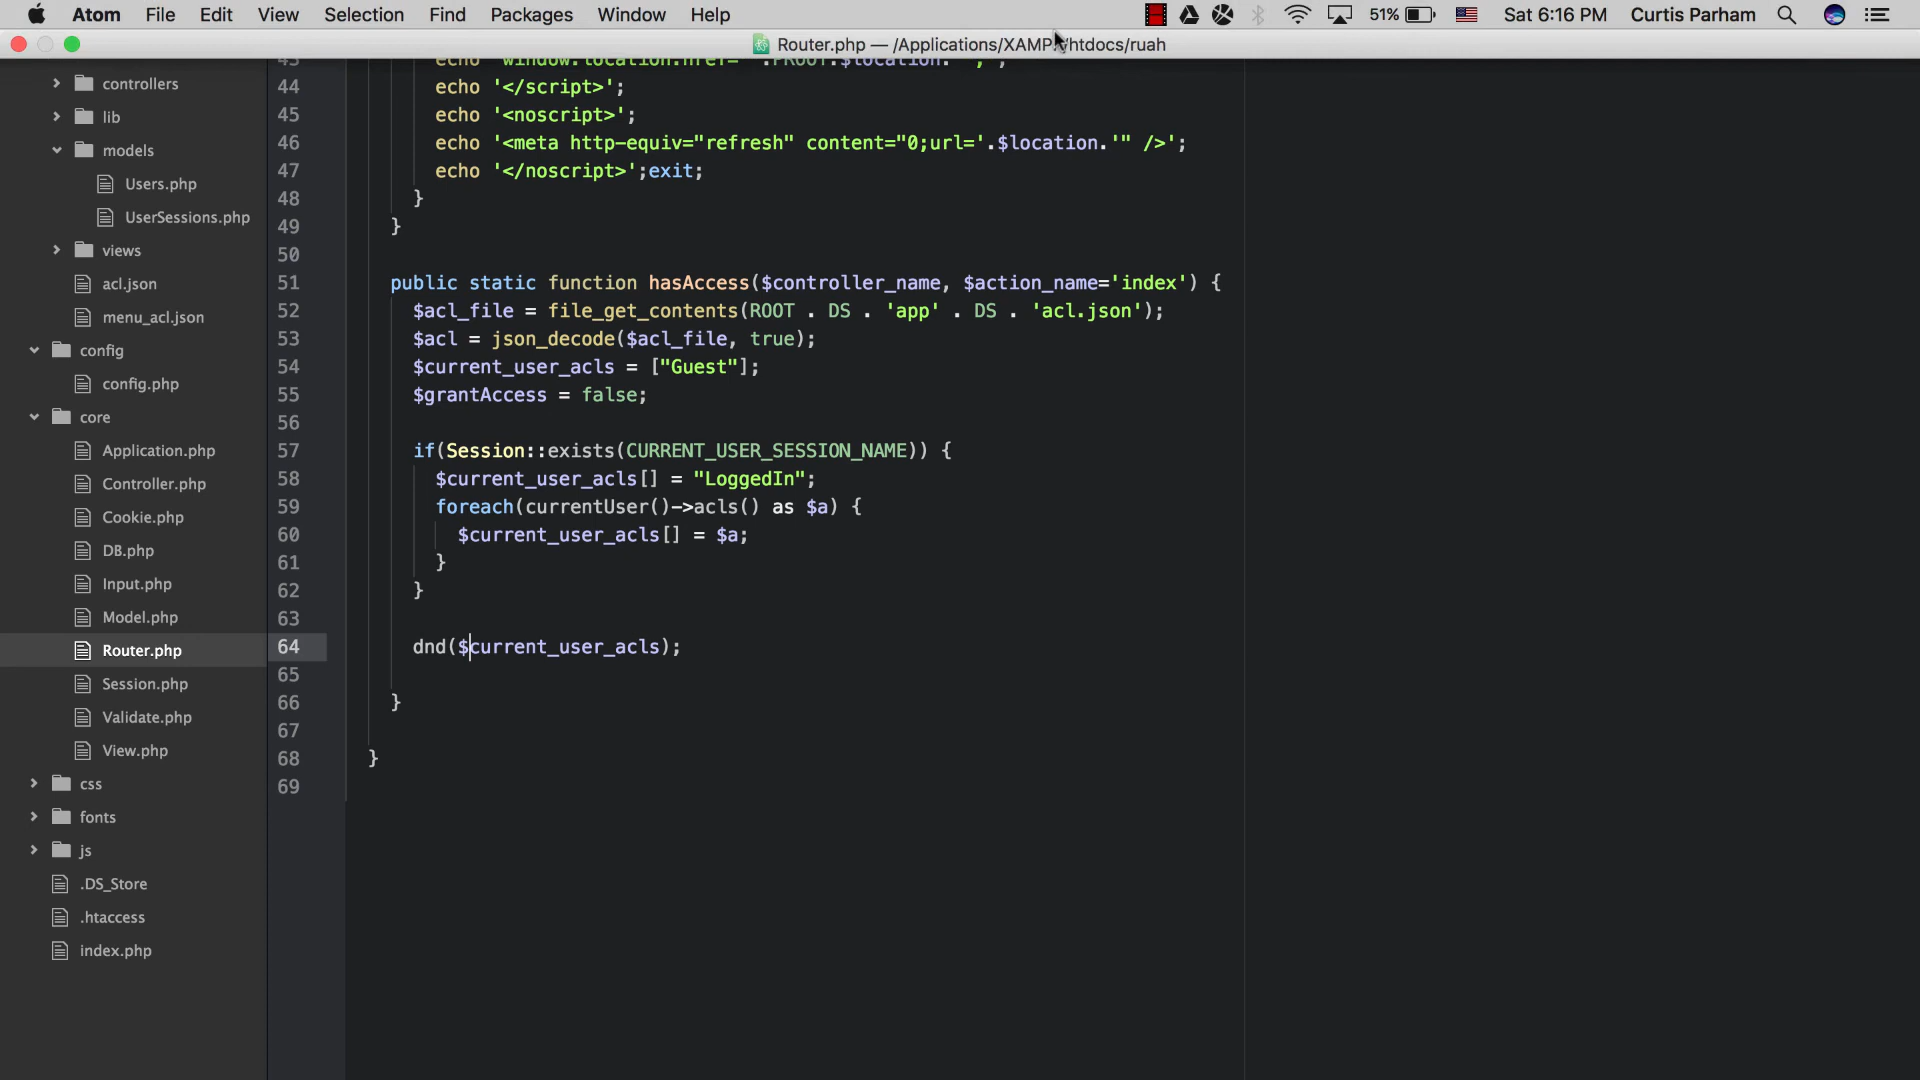 Atom File Edit View Selection Find Packages Window Help 51% Sat 6:16 PM Curtis Parham
Router.php — /Applications/XAMPP/htdocs/ruah
controllers
lib
models
Users.php
UserSessions.php
views
acl.json
menu_acl.json
config
config.php
core
Application.php
Controller.php
Cookie.php
DB.php
Input.php
Model.php
Router.php
Session.php
Validate.php
View.php
css
fonts
js
.DS_Store
.htaccess
index.php
44 echo '</script>';
45 echo '<noscript>';
46 echo '<meta http-equiv="refresh" content="0;url='.$location.'" />';
47 echo '</noscript>';exit;
48 }
49 }
50
51 public static function hasAccess($controller_name, $action_name='index') {
52 $acl_file = file_get_contents(ROOT . DS . 'app' . DS . 'acl.json');
53 $acl = json_decode($acl_file, true);
54 $current_user_acls = ["Guest"];
55 $grantAccess = false;
56
57 if(Session::exists(CURRENT_USER_SESSION_NAME)) {
58 $current_user_acls[] = "LoggedIn";
59 foreach(currentUser()->acls() as $a) {
60 $current_user_acls[] = $a;
61 }
62 }
63
64 dnd($current_user_acls);
65
66 }
67
68 }
69